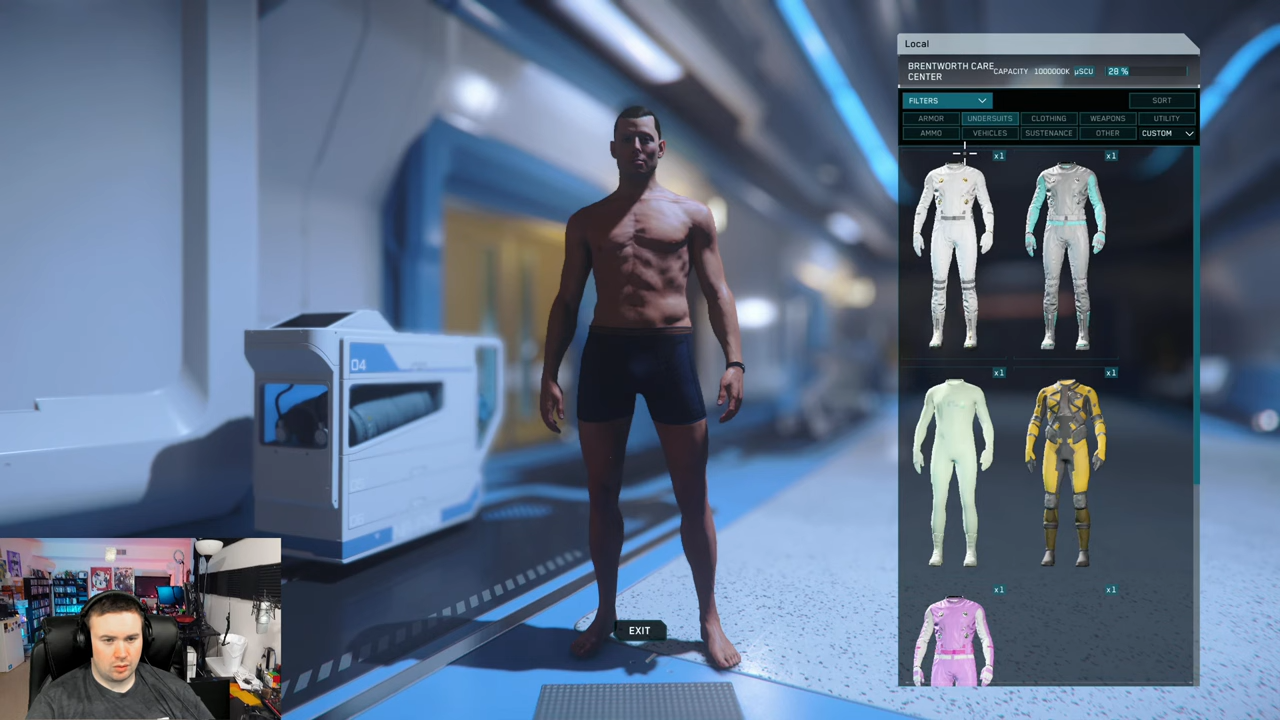 Local
BRENTWORTH CARE CENTER
CAPACITY 1000000K µSCU 28 %
FILTERS
SORT
ARMOR UNDERSUITS CLOTHING WEAPONS UTILITY
AMMO VEHICLES SUSTENANCE OTHER CUSTOM
x1 x1
x1 x1
x1 x1
04
EXIT